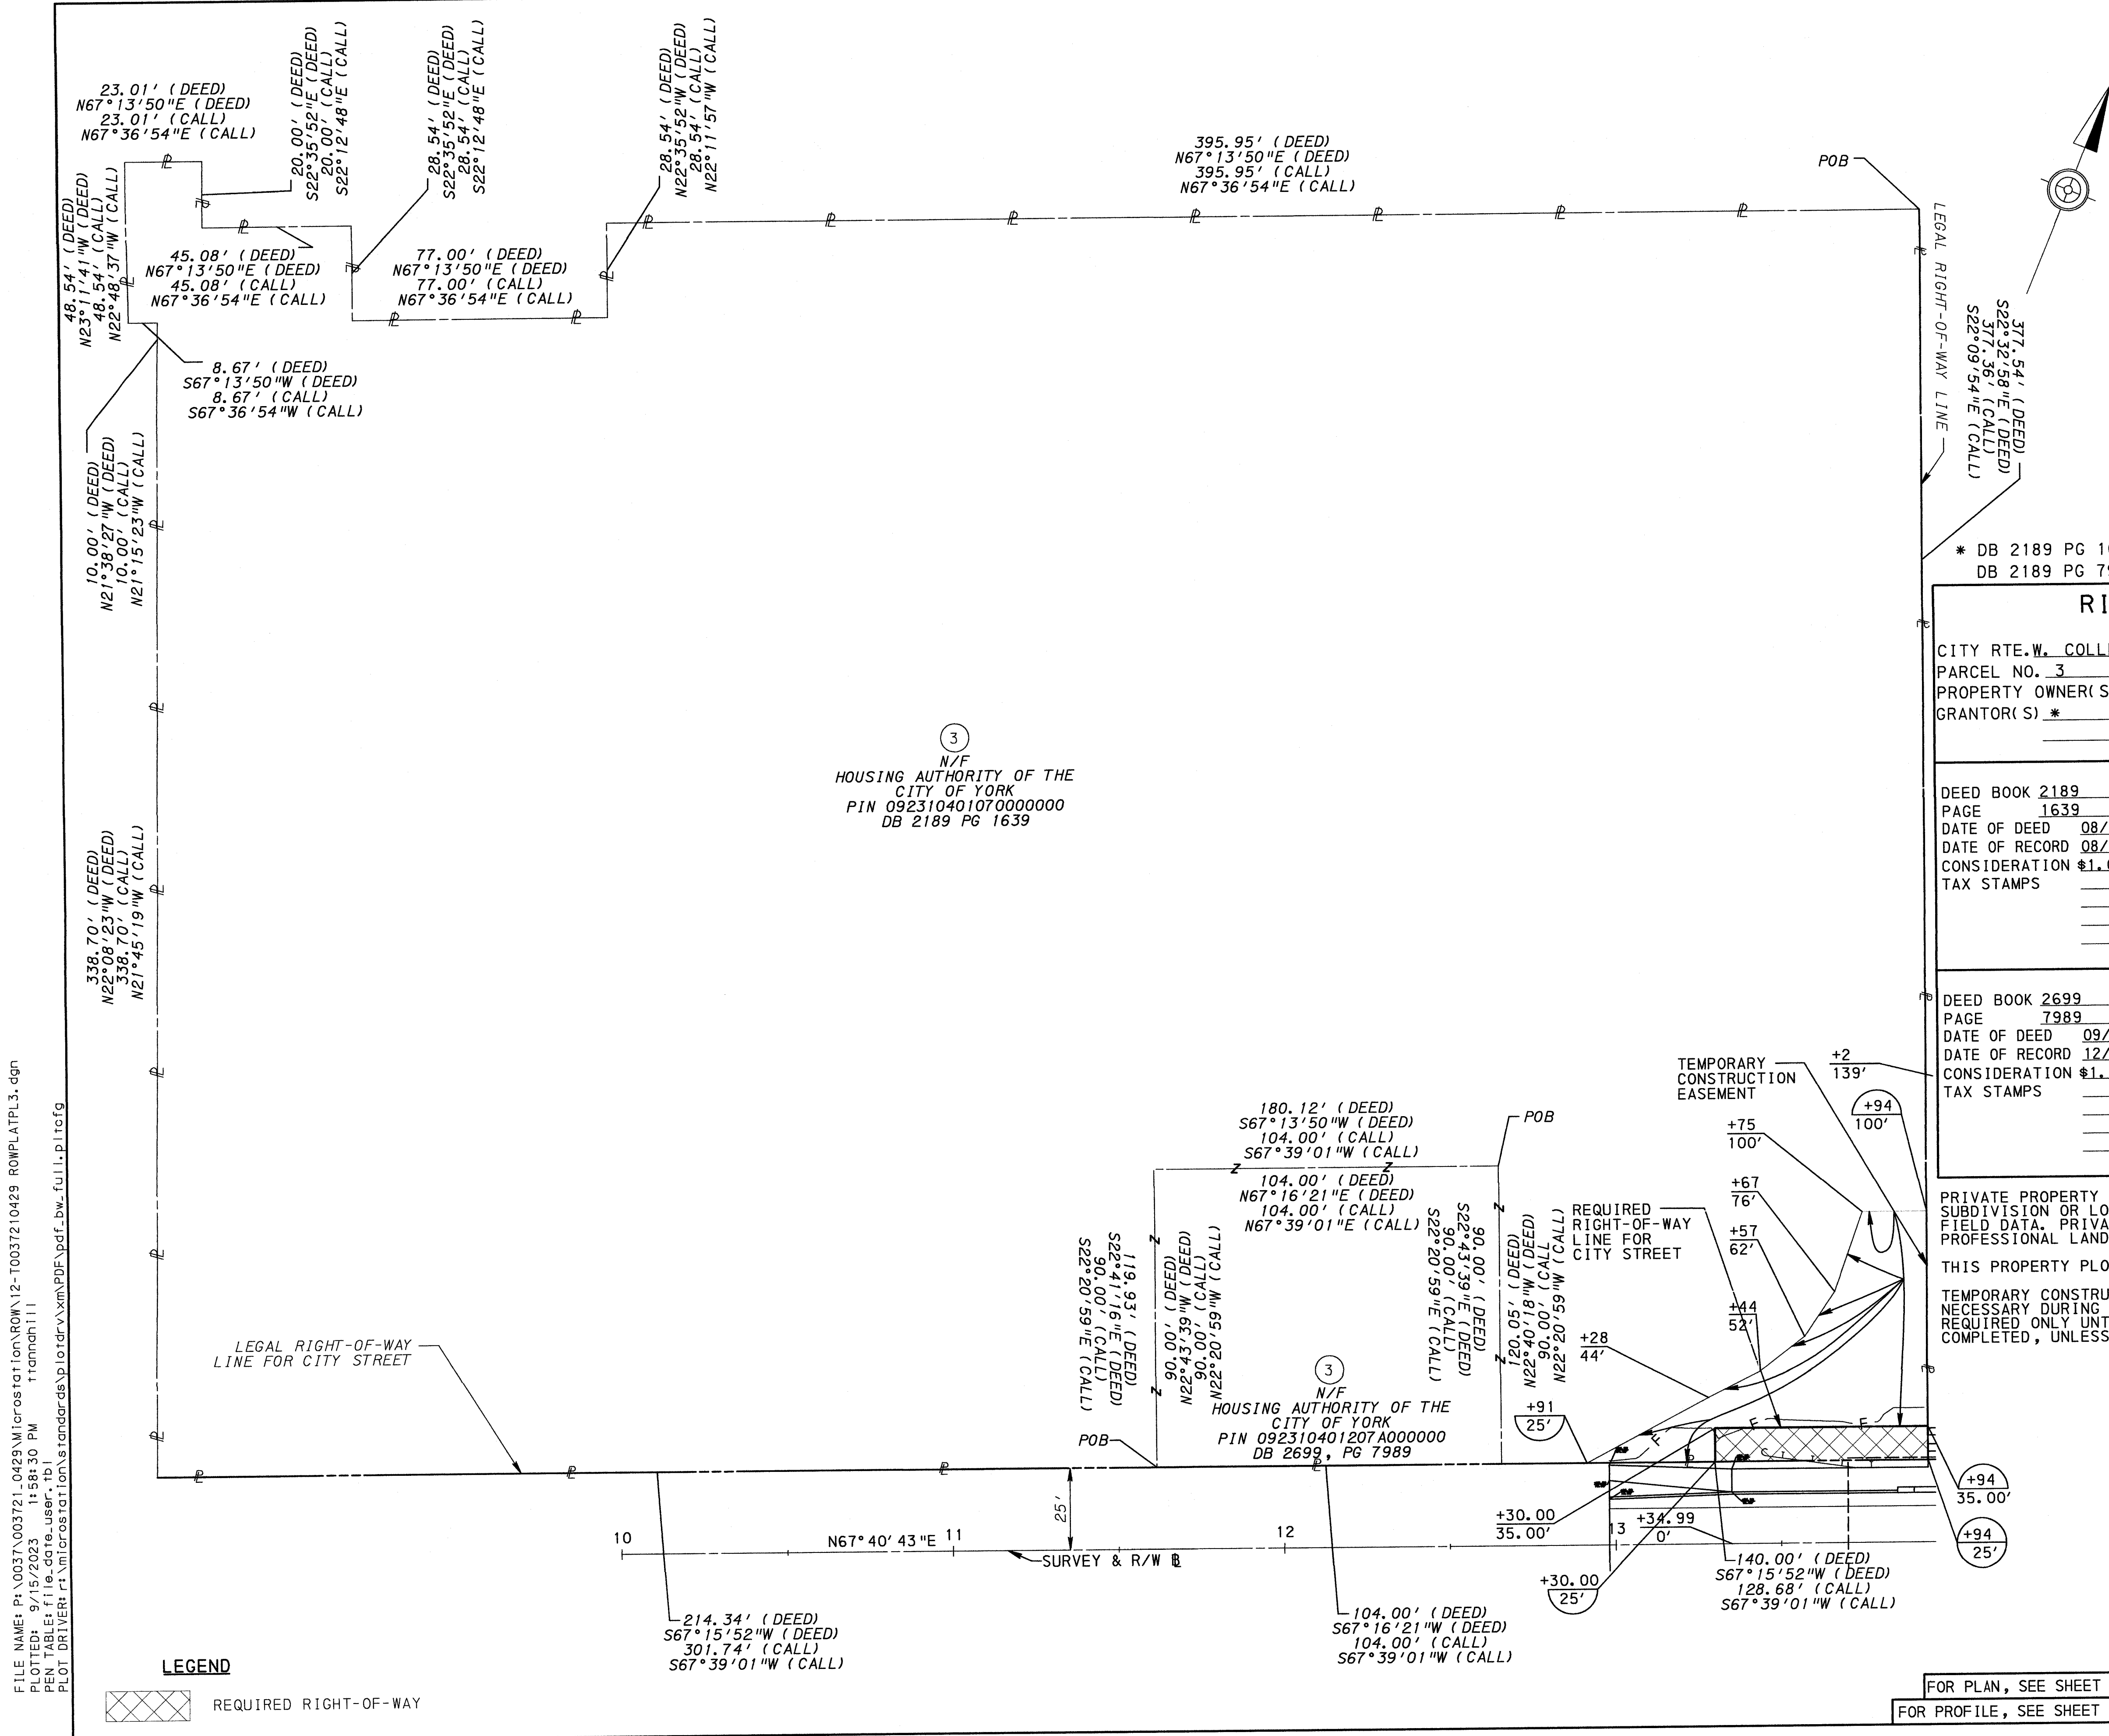 23.01' (DEED)
N67°13'50"E (DEED)
23.01' (CALL)
N67°36'54"E (CALL)
20.00' (DEED)
S22°35'52"E (DEED)
20.00' (CALL)
S22°12'48"E (CALL)
28.54' (DEED)
S22°35'52"E (DEED)
28.54' (CALL)
S22°12'48"E (CALL)
28.54' (DEED)
N22°35'52"W (DEED)
28.54' (CALL)
N22°11'57"W (CALL)
395.95' (DEED)
N67°13'50"E (DEED)
395.95' (CALL)
N67°36'54"E (CALL)
POB
LEGAL RIGHT-OF-WAY LINE
48.54' (DEED)
N23°11'41"W (DEED)
48.54' (CALL)
N22°48'37"W (CALL)
45.08' (DEED)
N67°13'50"E (DEED)
45.08' (CALL)
N67°36'54"E (CALL)
77.00' (DEED)
N67°13'50"E (DEED)
77.00' (CALL)
N67°36'54"E (CALL)
8.67' (DEED)
S67°13'50"W (DEED)
8.67' (CALL)
S67°36'54"W (CALL)
377.54' (DEED)
S22°32'58"E (DEED)
377.36' (CALL)
S22°09'54"E (CALL)
10.00' (DEED)
N21°38'27"W (DEED)
10.00' (CALL)
N21°15'23"W (CALL)
* DB 2189 PG
DB 2189 PG
CITY RTE. W.
PARCEL NO. 3
PROPERTY
GRANTOR(S) *
3
N/F
HOUSING AUTHORITY OF THE
CITY OF YORK
PIN 092310401070000000
DB 2189 PG 1639
DEED BOOK 2189
PAGE 1639
DATE OF DEED 08/
DATE OF RECORD 08/
CONSIDERATION
TAX STAMPS
338.70' (DEED)
N22°08'23"W (DEED)
338.70' (CALL)
N21°45'19"W (CALL)
DEED BOOK 2699
PAGE 7989
DATE OF DEED 09/
DATE OF RECORD 12/
CONSIDERATION $1.
TAX STAMPS
TEMPORARY
CONSTRUCTION
EASEMENT
+2
139'
+94
100'
+75
100'
+67
76'
+57
62'
+44
52'
+28
44'
+91
25'
REQUIRED
RIGHT-OF-WAY
LINE FOR
CITY STREET
PRIVATE PROPERTY
SUBDIVISION OR
FIELD DATA.
PROFESSIONAL LAND
THIS PROPERTY
TEMPORARY
NECESSARY DURING
REQUIRED ONLY
COMPLETED, UNLESS
180.12' (DEED)
S67°13'50"W (DEED)
104.00' (CALL)
S67°39'01"W (CALL)
POB
104.00' (DEED)
N67°16'21"E (DEED)
104.00' (CALL)
N67°39'01"E (CALL)
119.93' (DEED)
S22°41'16"E (DEED)
90.00' (CALL)
S22°20'59"E (CALL)
90.00' (DEED)
N22°43'39"W (DEED)
90.00' (CALL)
N22°20'59"W (CALL)
90.00' (DEED)
S22°43'39"E (DEED)
90.00' (CALL)
S22°20'59"E (CALL)
120.05' (DEED)
N22°40'18"W (DEED)
90.00' (CALL
N22°20'59"W (CALL)
3
N/F
HOUSING AUTHORITY OF THE
CITY OF YORK
PIN 092310401207A000000
DB 2699, PG 7989
POB
LEGAL RIGHT-OF-WAY
LINE FOR CITY STREET
F
F
F
25'
10
N67°40'43"E
11
12
13
SURVEY & R/W
+30.00
35.00'
+34.99
0'
+94
35.00'
+94
25'
+30.00
25'
140.00' (DEED)
S67°15'52"W (DEED)
128.68' (CALL)
S67°39'01"W (CALL)
214.34' (DEED)
S67°15'52"W (DEED)
301.74' (CALL)
S67°39'01"W (CALL)
104.00' (DEED)
S67°16'21"W (DEED)
104.00' (CALL)
S67°39'01"W (CALL)
LEGEND
REQUIRED RIGHT-OF-WAY
FOR PLAN, SEE SHEET
FOR PROFILE, SEE SHEET
FILE NAME: P:\0037\003721_0429\Microstation\ROW\12-T0037210429 ROWPLATPL3.dgn
PLOTTED: 9/15/2023 1:58:30 PM ttannahill
PEN TABLE: file_date_user.tbl
PLOT DRIVER: r:\microstation\standards\plotdrv\xm\PDF\pdf_bw_full.pltcfg